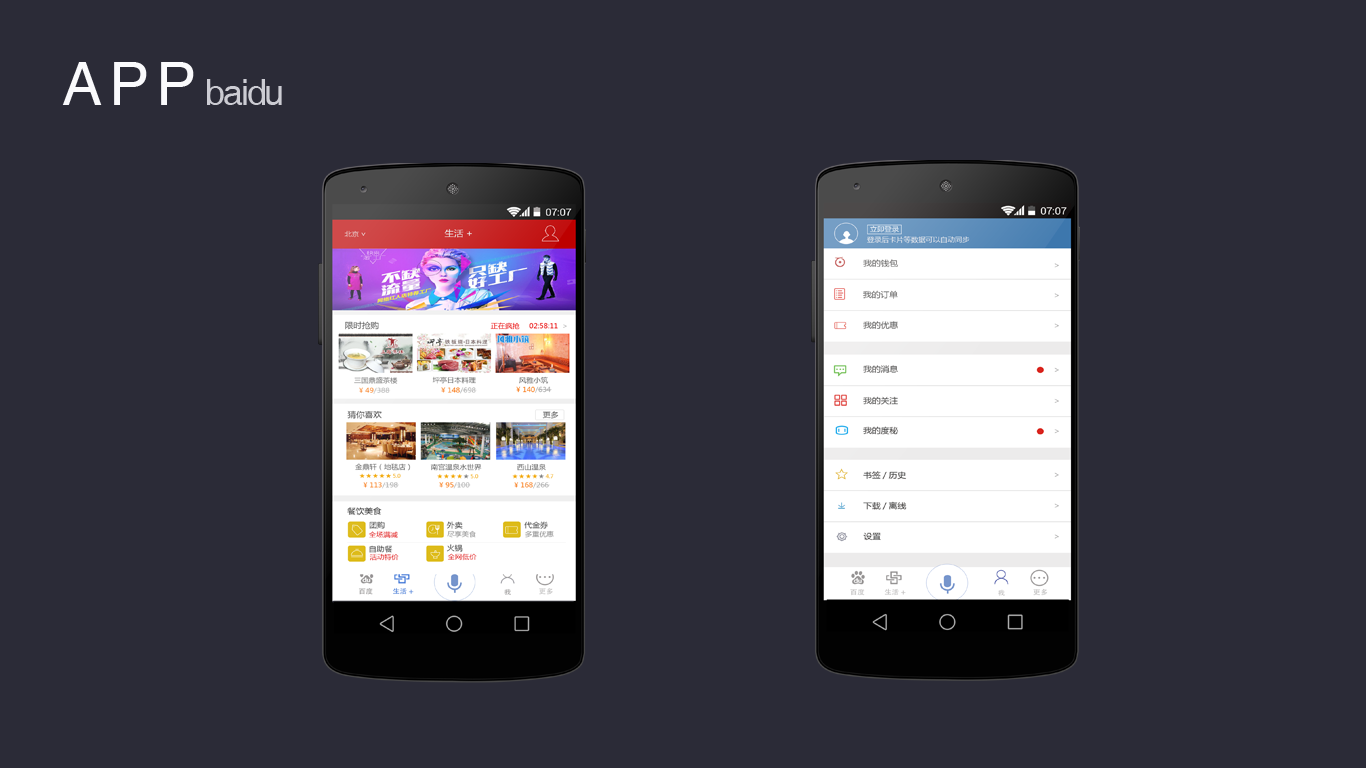 APP baidu
07:07
北京
生活 +
不缺 只缺
流量 好工厂
限时抢购 正在疯抢 02:58:11 >
三国鼎盛茶楼 坪亭日本料理 风雅小筑
¥ 49/388 ¥ 148/698 ¥ 140/634
猜你喜欢 更多
金鼎轩（地毯店） 南宫温泉水世界 西山温泉
5.0 5.0 4.7
¥ 113/198 ¥ 95/100 ¥ 168/266
餐饮美食
团购 外卖 代金券
全场满减 尽享美食 多重优惠
自助餐 火锅
活动特价 全网低价
百度 生活 + 我 更多
07:07
立即登录
登录后卡片等数据可以自动同步
我的钱包 >
我的订单 >
我的优惠 >
我的消息 >
我的关注 >
我的度秘 >
书签 / 历史 >
下载 / 离线 >
设置 >
百度 生活 + 我 更多